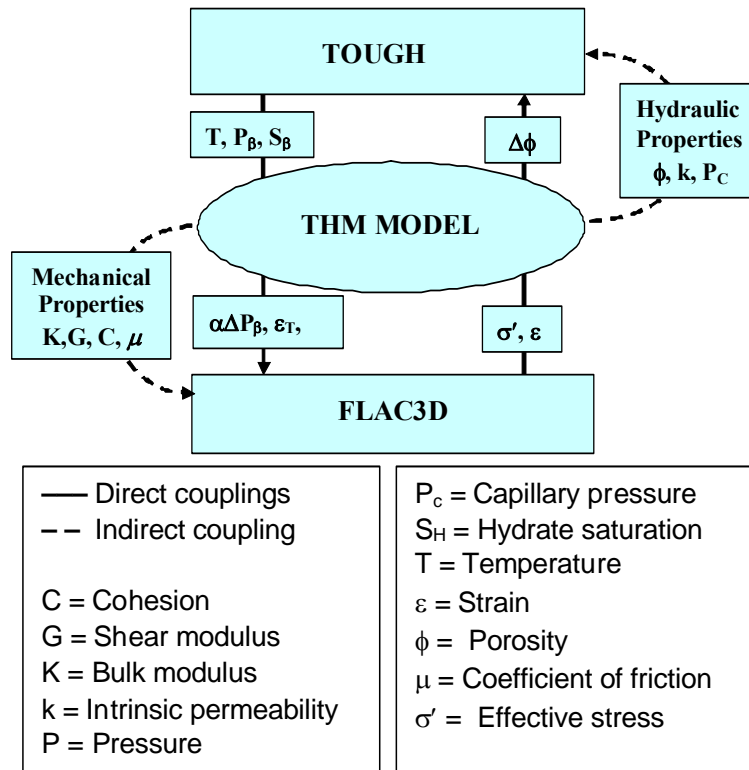 TOUGH
T, Pβ, Sβ
Δϕ
Hydraulic
Properties
ϕ, k, PC
THM MODEL
Mechanical
Properties
K,G, C, μ
αΔPβ, εT,
σ′, ε
FLAC3D
Direct couplings
Indirect coupling
C = Cohesion
G = Shear modulus
K = Bulk modulus
k = Intrinsic permeability
P = Pressure
Pc = Capillary pressure
SH = Hydrate saturation
T = Temperature
ε = Strain
ϕ = Porosity
μ = Coefficient of friction
σ′ = Effective stress